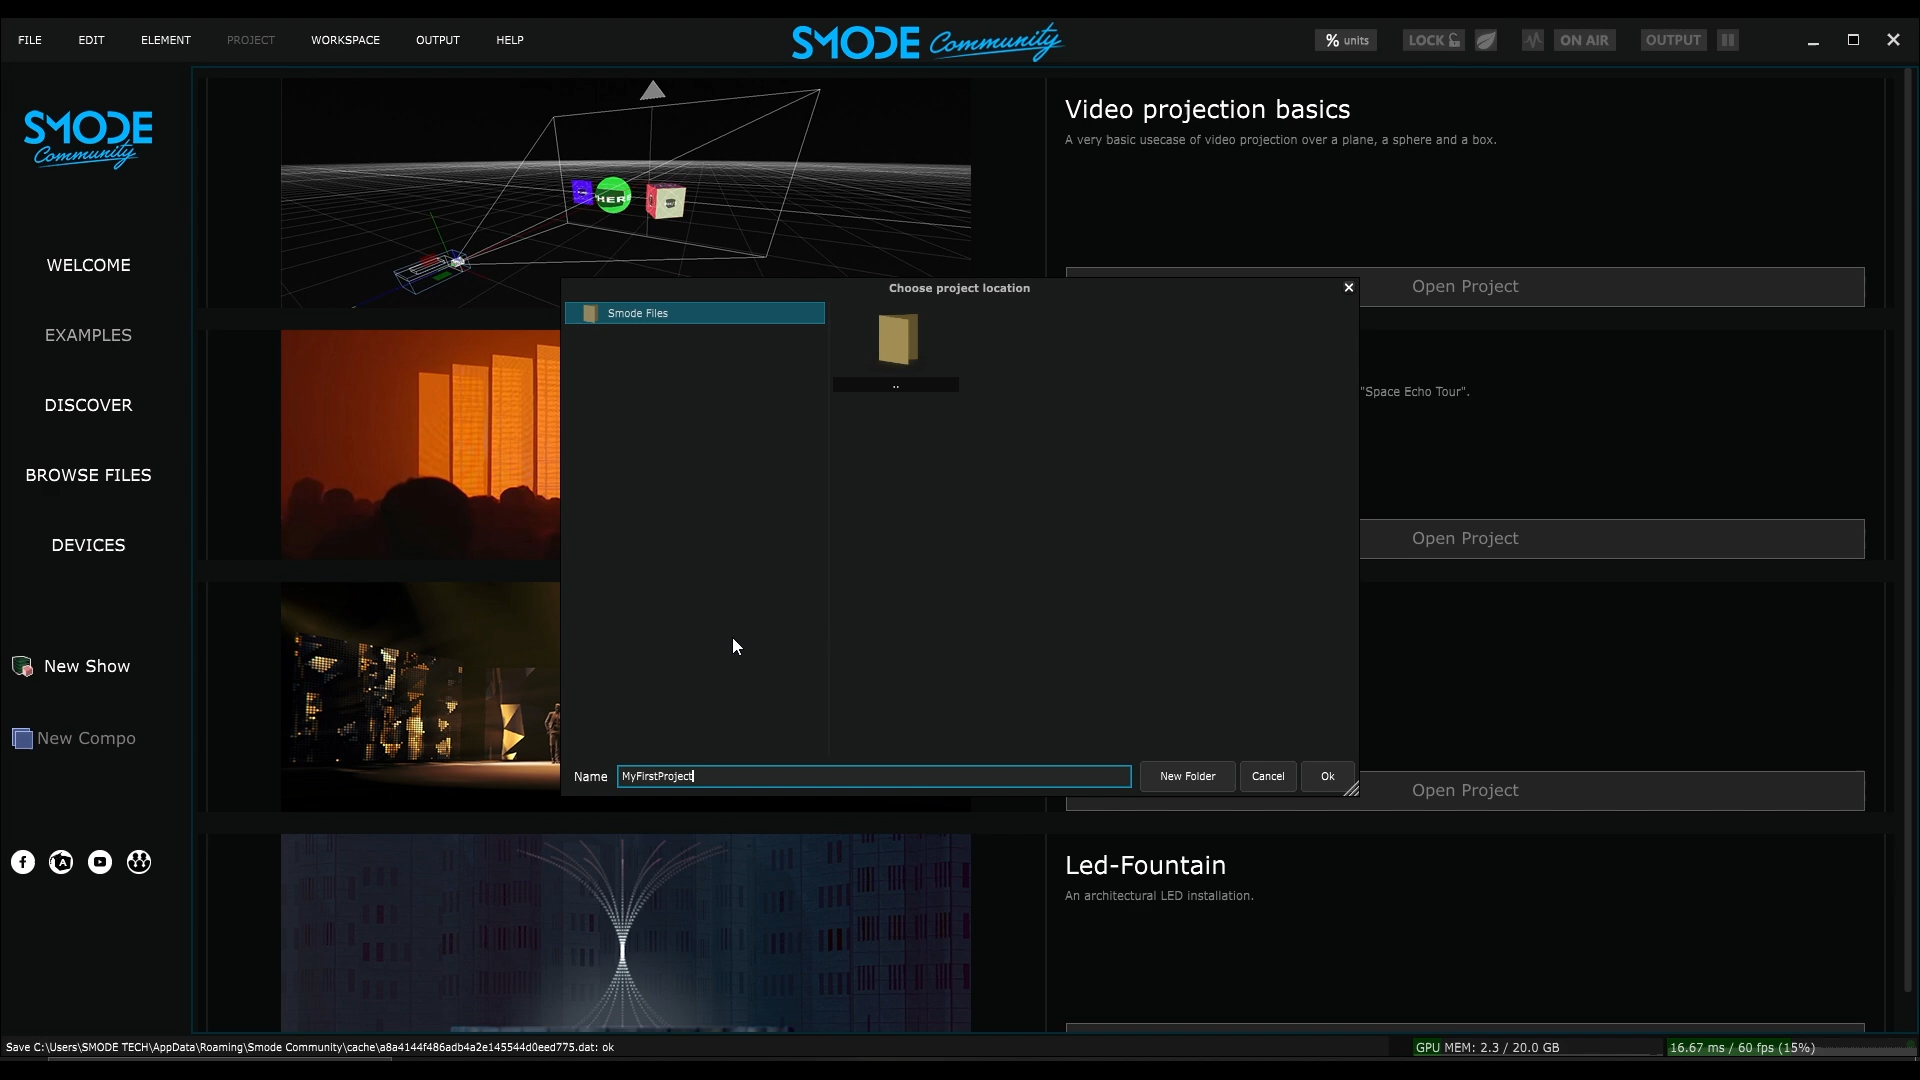 FILE EDIT ELEMENT PROJECT WORKSPACE OUTPUT HELP
SMODE Community
% units LOCK ON AIR OUTPUT
SMODE
Community
WELCOME
EXAMPLES
DISCOVER
BROWSE FILES
DEVICES
New Show
New Compo
Video projection basics
A very basic usecase of video projection over a plane, a sphere and a box.
HER
Open Project
Choose project location
Smode Files
..
Name MyFirstProject New Folder Cancel Ok
"Space Echo Tour".
Open Project
Open Project
Led-Fountain
An architectural LED installation.
Save C:\Users\SMODE TECH\AppData\Roaming\Smode Community\cache\a8a4144f486adb4a2e145544d0eed775.dat: ok
GPU MEM: 2.3 / 20.0 GB
16.67 ms / 60 fps (15%)